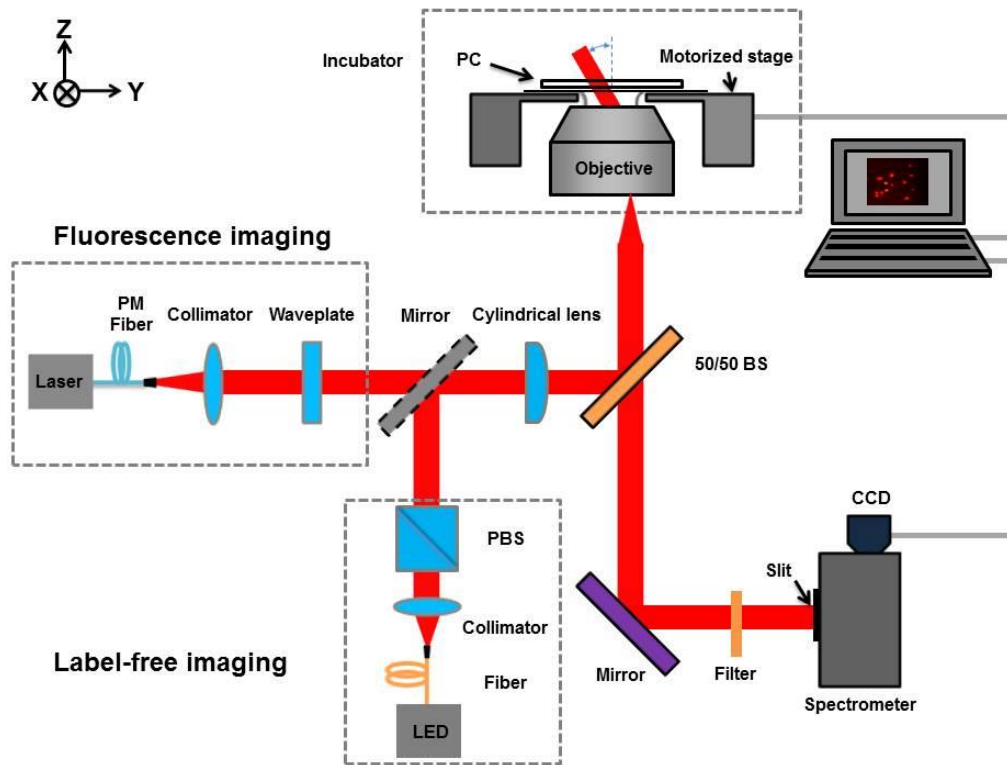 Z
X
Y
Incubator
PC
Motorized stage
Objective
Fluorescence imaging
PM
Fiber
Collimator
Waveplate
Mirror
Cylindrical lens
50/50 BS
Laser
PBS
CCD
Slit
Collimator
Label-free imaging
Fiber
Mirror
Filter
Spectrometer
LED